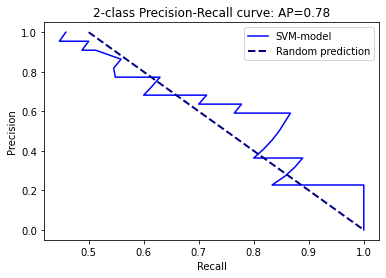 2-class Precision-Recall curve: AP=0.78
SVM-model
Random prediction
Precision
1.0
0.8
0.6
0.4
0.2
0.0
0.5 0.6 0.7 0.8 0.9 1.0
Recall